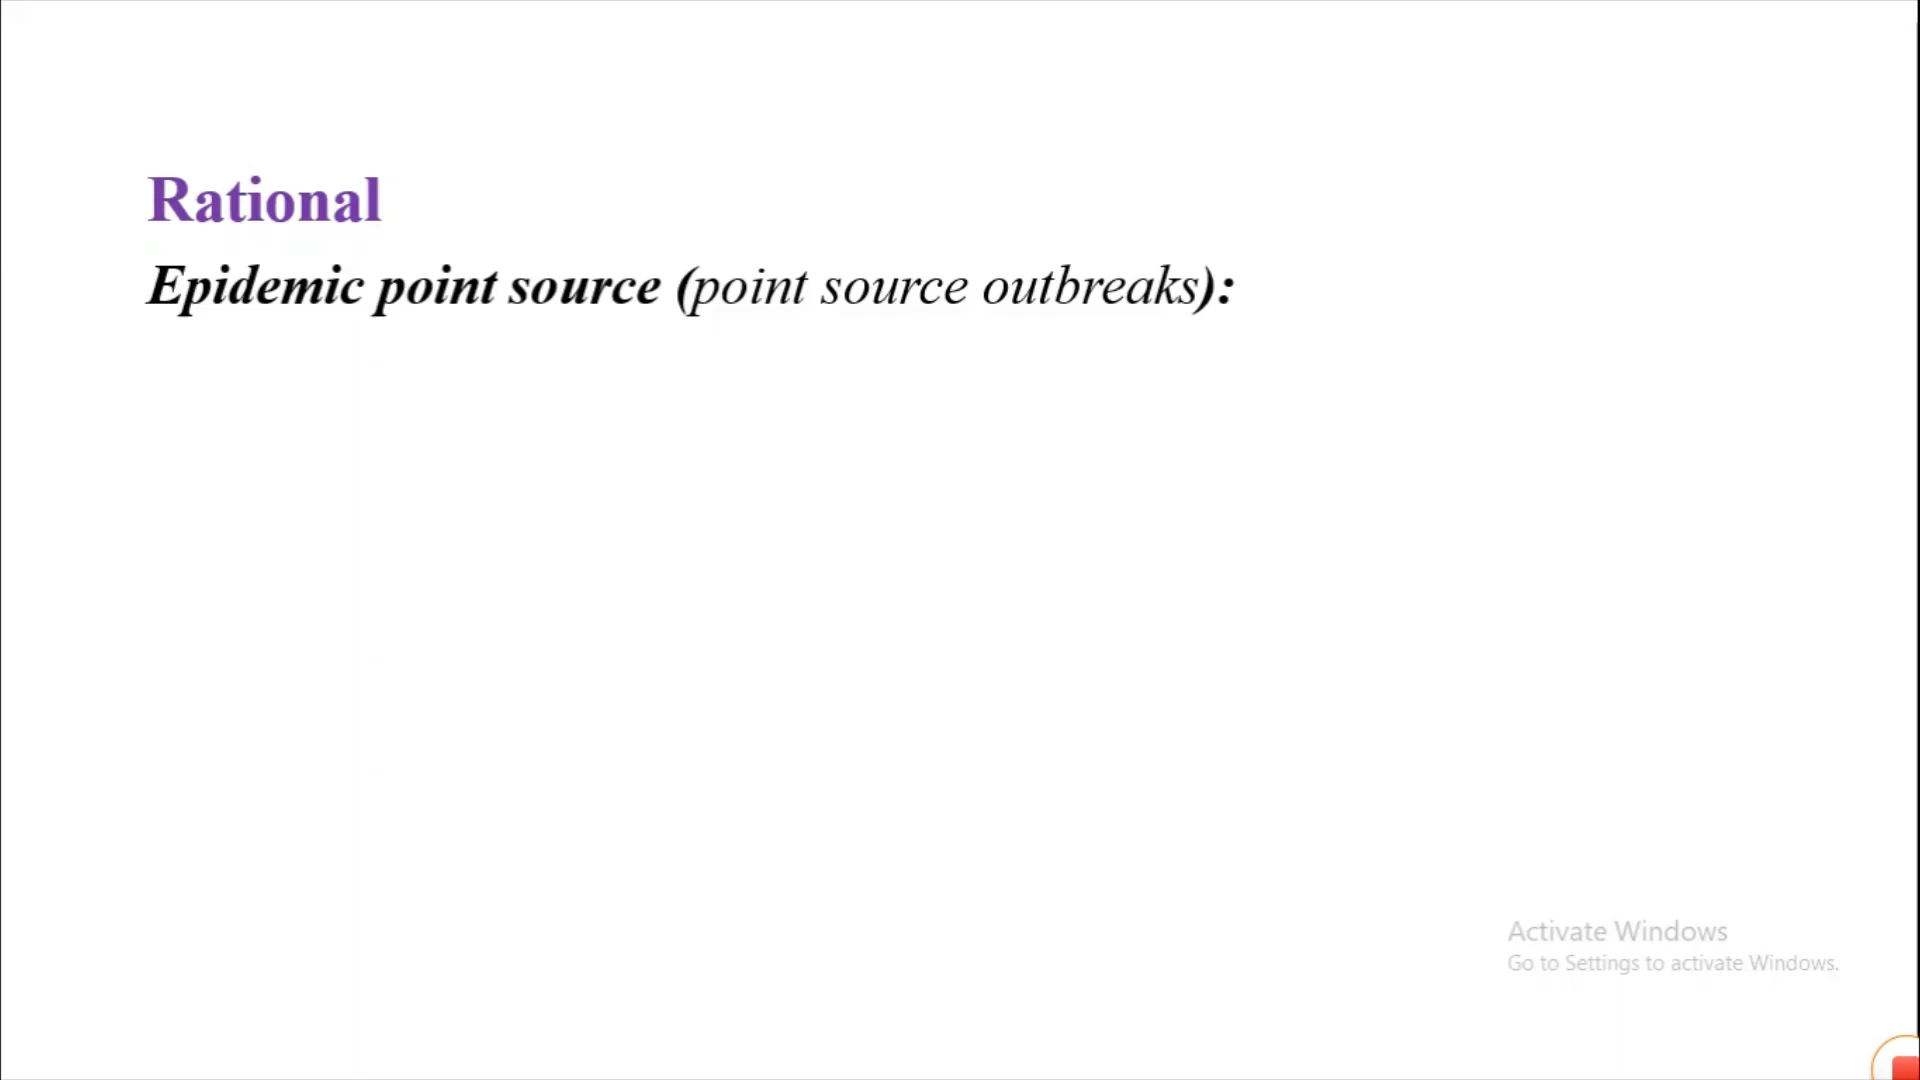 Rational
Epidemic point source (point source outbreaks):
Activate Windows
Go to Settings to activate Windows.